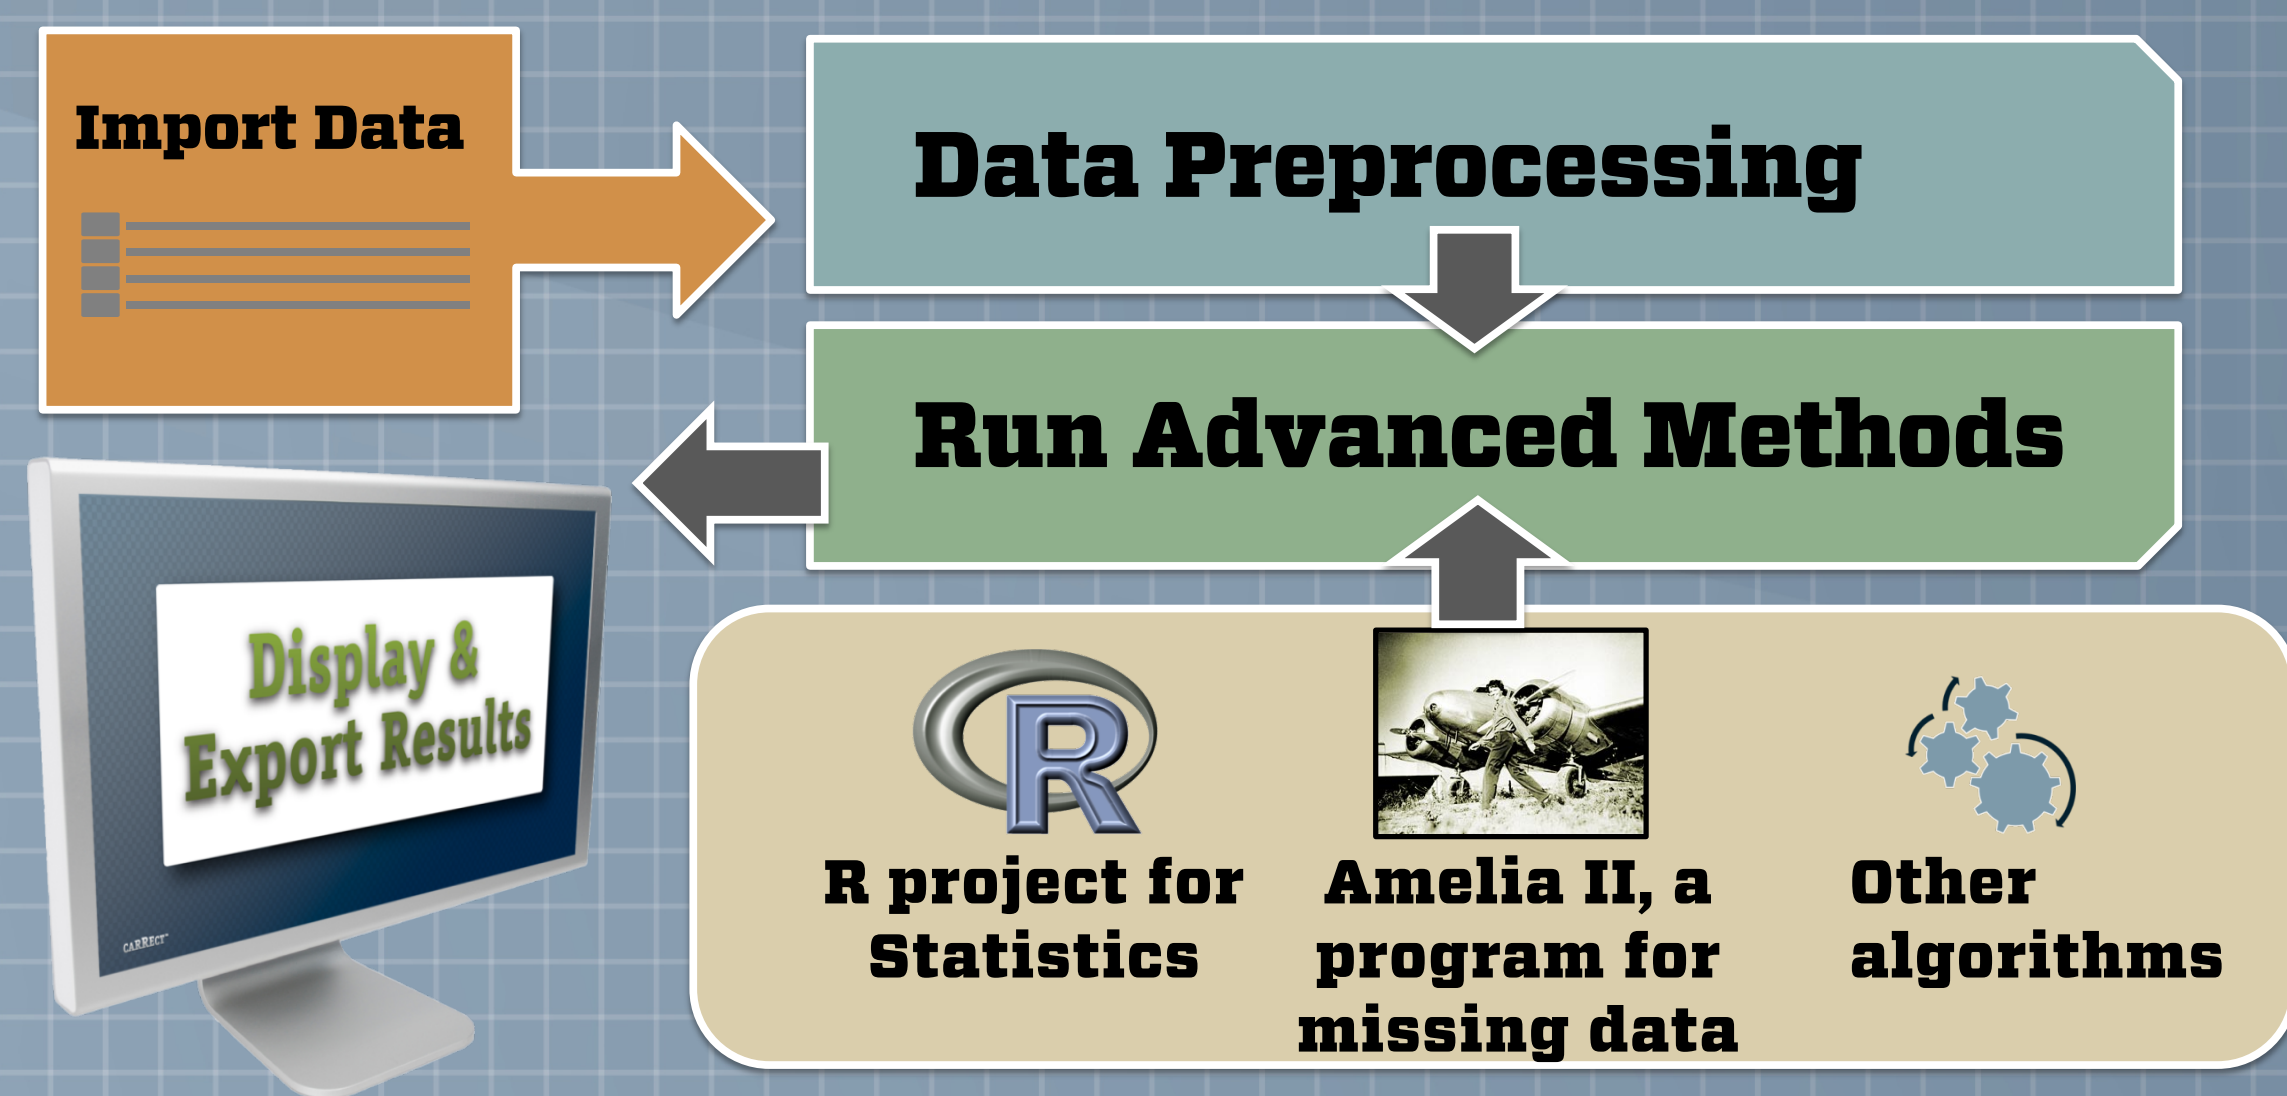 Import Data
Data Preprocessing
Run Advanced Methods
Display &
Export Results
CARRECT™
R
R project for
Statistics
Amelia II, a
program for
missing data
Other
algorithms